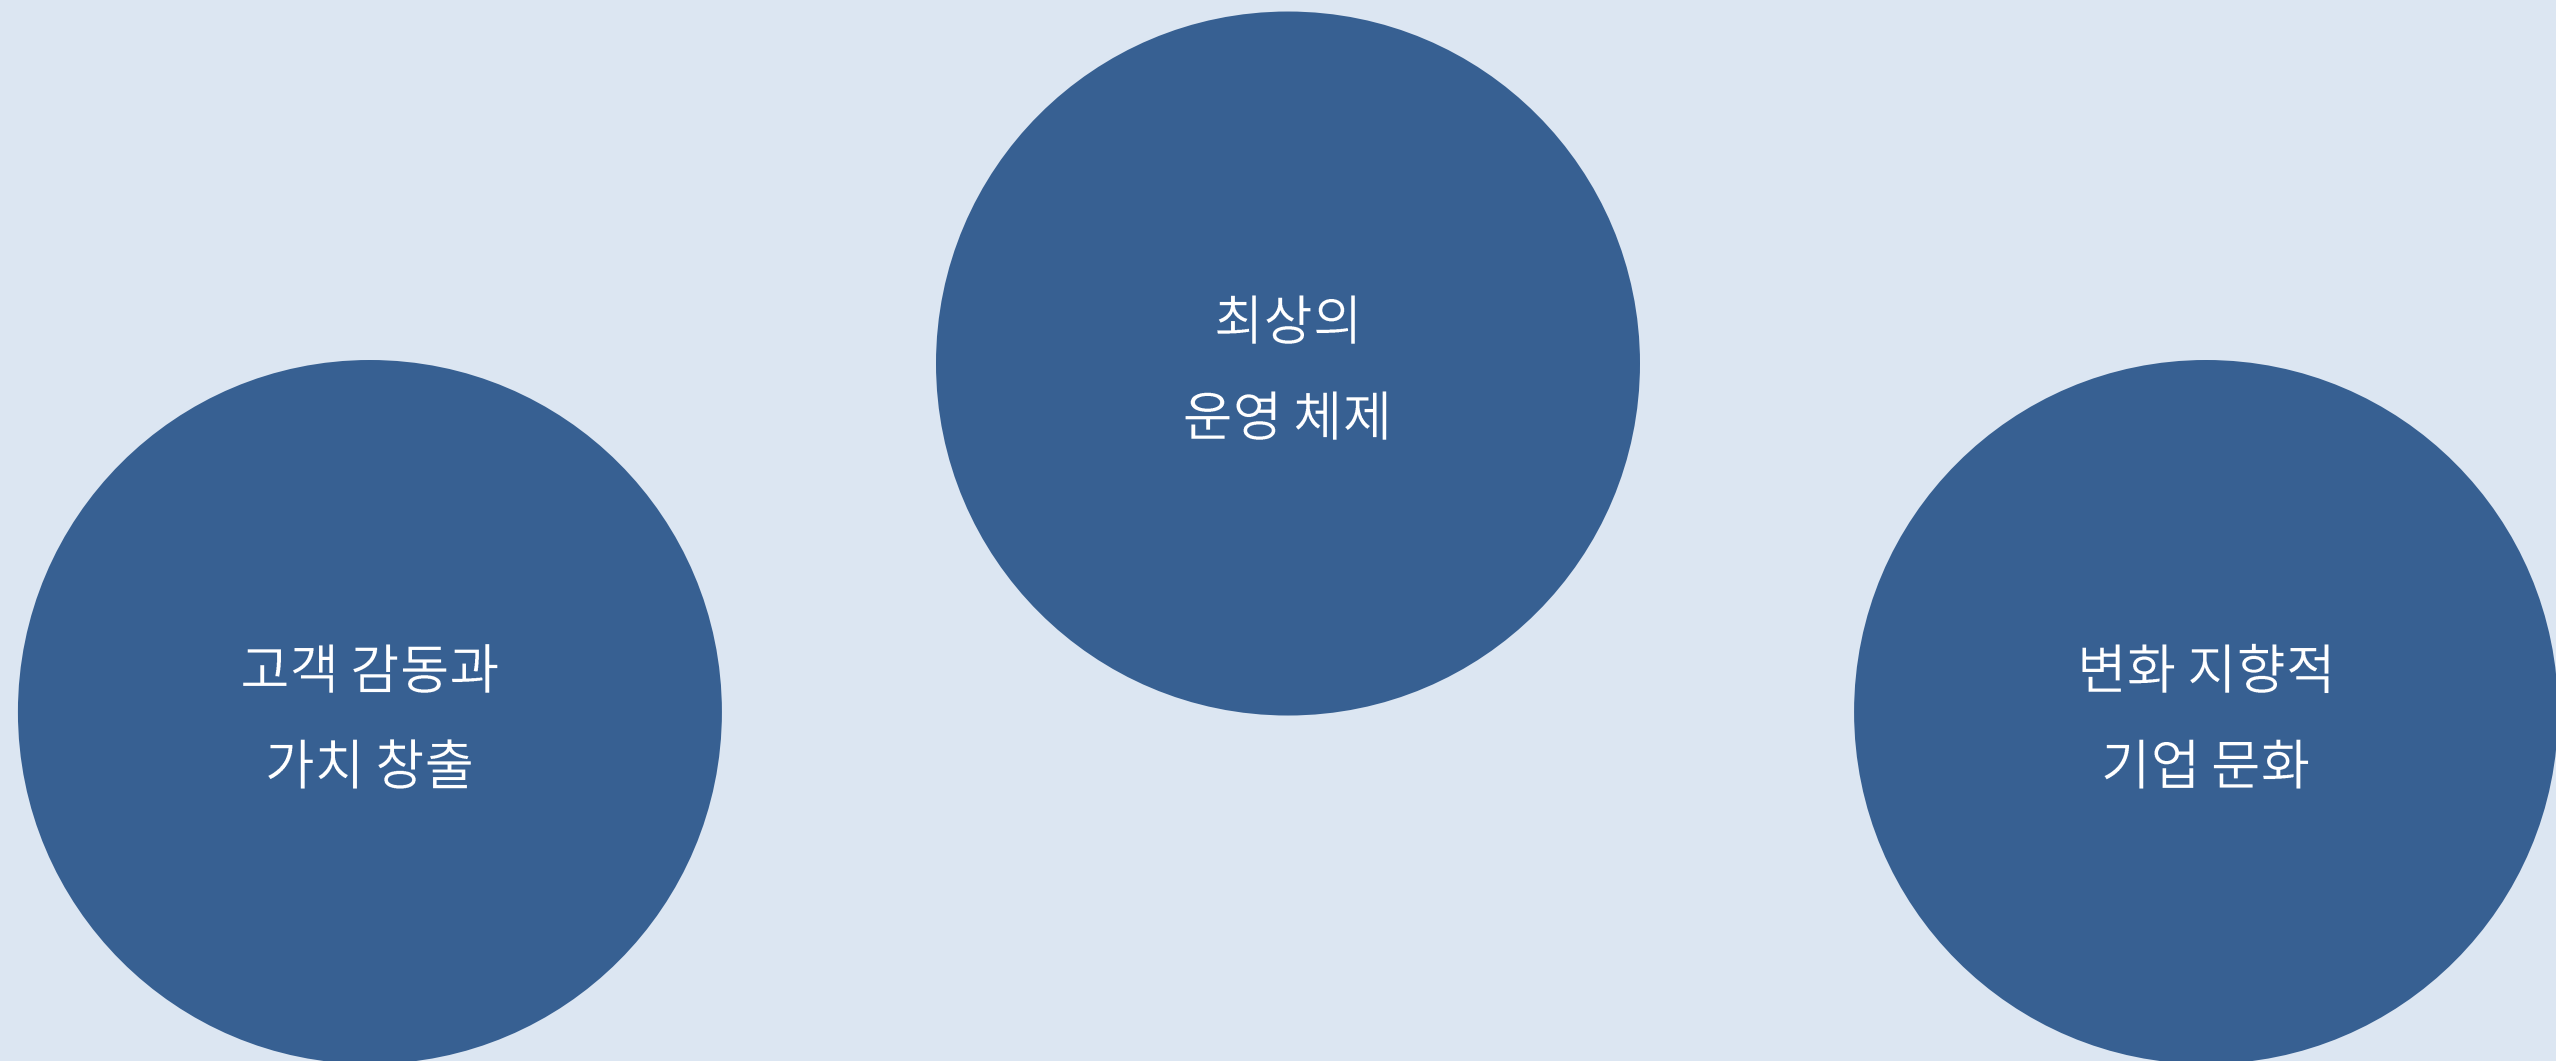 고객 감동과
가치 창출
최상의
운영 체제
변화 지향적
기업 문화